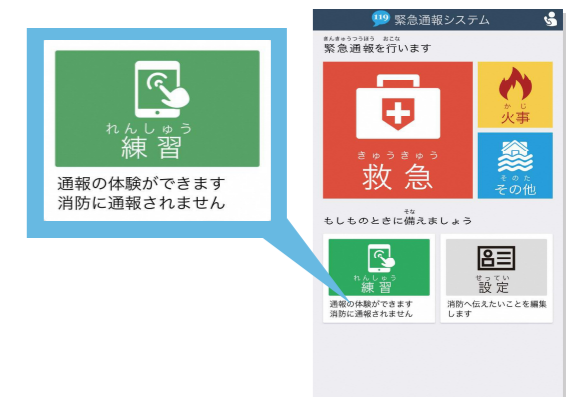 れんしゅう
練習
通報の体験ができます
消防に通報されません
119 緊急通報システム
きんきゅうつうほう おこな
緊急通報を行います
きゅうきゅう
救急
かじ
火事
そのた
その他
そな
もしものときに備えましょう
れんしゅう
練習
通報の体験ができます
消防に通報されません
せってい
設定
消防へ伝えたいことを編集
します